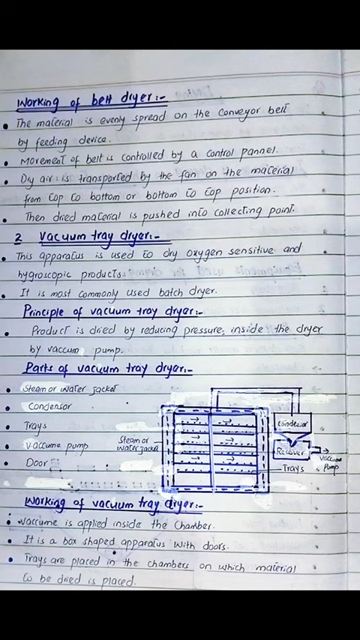 Working of belt dryer:-
• The material is evenly spread on the conveyor belt
by feeding device.
• Movement of belt is controlled by a control pannel.
• Dry air is transported by the fan on the material
from top to bottom or bottom to top position.
• Then dried material is pushed into collecting point.
2 Vacuum tray dryer:-
• This apparatus is used to dry oxygen sensitive and
hygroscopic products.
• It is most commonly used batch dryer.
Principle of vacuum tray dryer:-
• Product is dried by reducing pressure inside the dryer
by vaccum pump.
Parts of vacuum tray dryer:-
• Steam or water jacket
• Condensor
• Trays
• vaccume pump
• Door
Steam or
water jacket
Condensor
Reciever
vaccume
Pump
Trays
Working of vacuum tray dryer:-
• vaccume is applied inside the chamber.
• It is a box shaped apparatus with doors.
• Trays are placed in the chambers on which material
to be dried is placed.